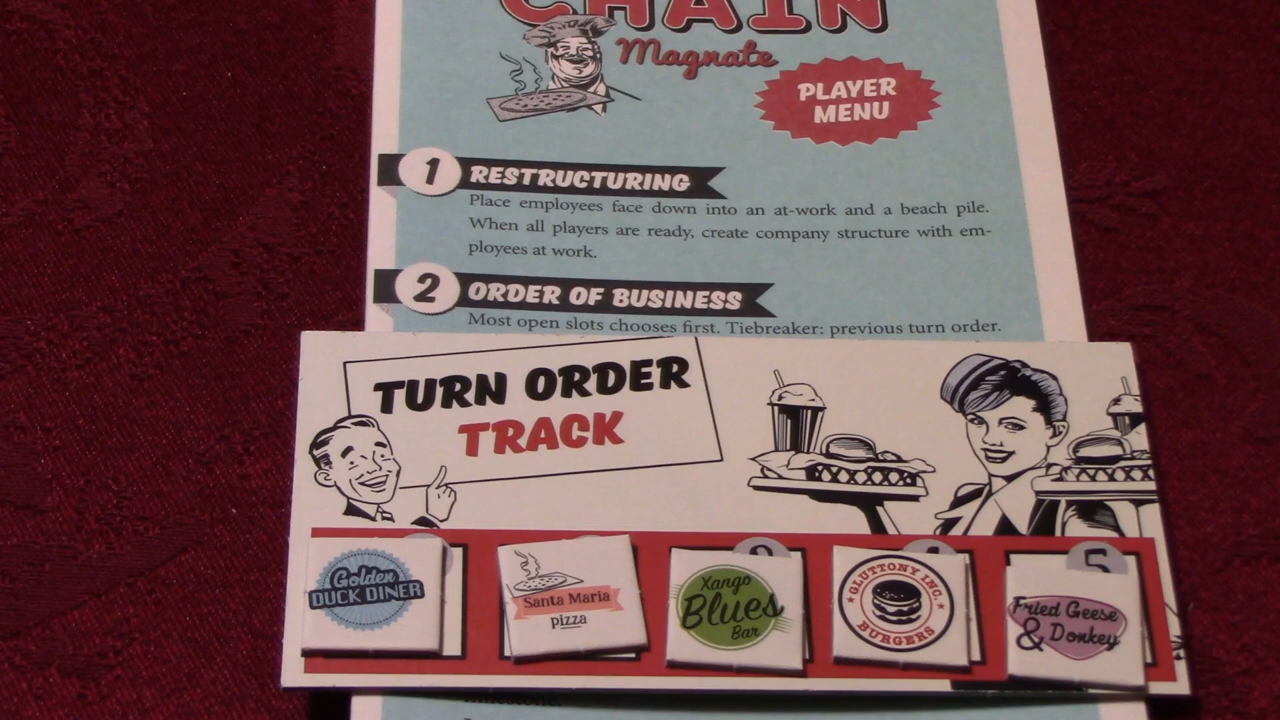 CHAIN
Magnate
PLAYER
MENU
1 RESTRUCTURING
Place employees face down into an at-work and a beach pile.
When all players are ready, create company structure with em-
ployees at work.
2 ORDER OF BUSINESS
Most open slots chooses first. Tiebreaker: previous turn order.
TURN ORDER
TRACK
5
Golden
DUCK DINER
Santa Maria
pizza
Xango
Blues
Bar
GLUTTONY INC.
BURGERS
Fried Geese
& Donkey
milestone.